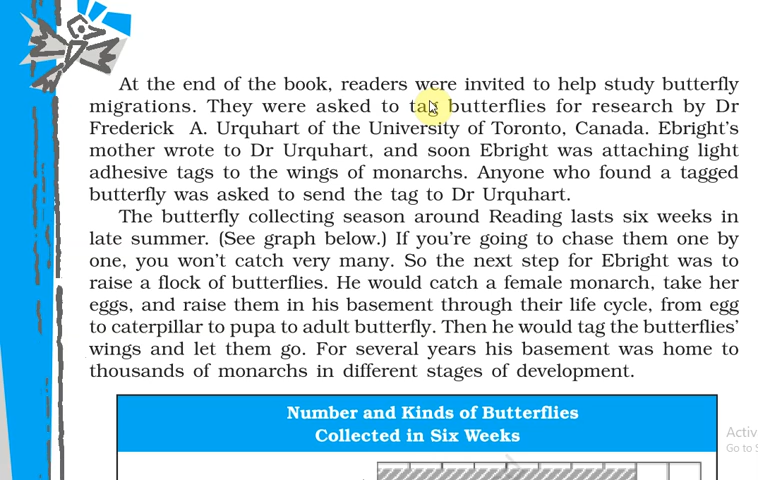 At the end of the book, readers were invited to help study butterfly
migrations. They were asked to tag butterflies for research by Dr
Frederick A. Urquhart of the University of Toronto, Canada. Ebright's
mother wrote to Dr Urquhart, and soon Ebright was attaching light
adhesive tags to the wings of monarchs. Anyone who found a tagged
butterfly was asked to send the tag to Dr Urquhart.
The butterfly collecting season around Reading lasts six weeks in
late summer. (See graph below.) If you're going to chase them one by
one, you won't catch very many. So the next step for Ebright was to
raise a flock of butterflies. He would catch a female monarch, take her
eggs, and raise them in his basement through their life cycle, from egg
to caterpillar to pupa to adult butterfly. Then he would tag the butterflies'
wings and let them go. For several years his basement was home to
thousands of monarchs in different stages of development.
Number and Kinds of Butterflies
Collected in Six Weeks
Activ
Go to S